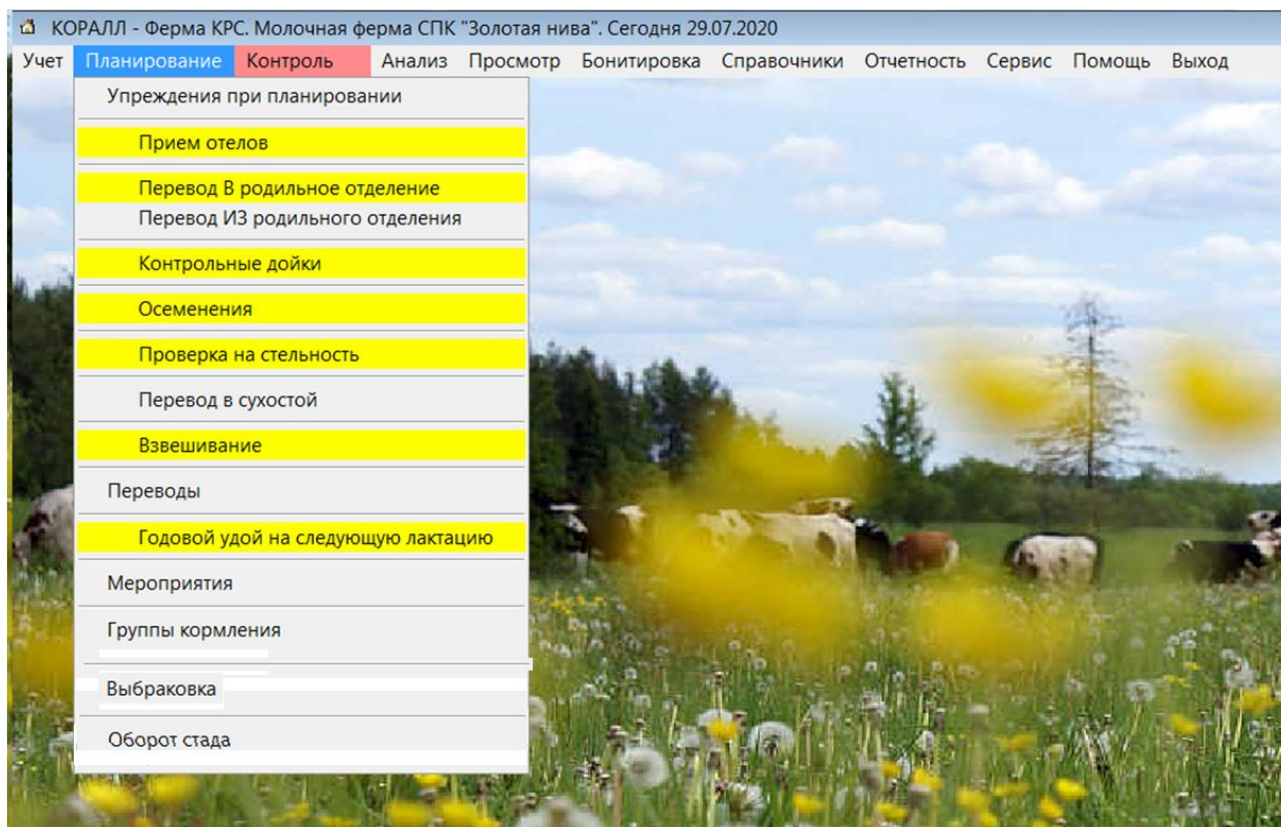 КОРАЛЛ - Ферма КРС. Молочная ферма СПК "Золотая нива". Сегодня 29.07.2020
Учет Планирование Контроль Анализ Просмотр Бонитировка Справочники Отчетность Сервис Помощь Выход
Упреждения при планировании
Прием отелов
Перевод В родильное отделение
Перевод ИЗ родильного отделения
Контрольные дойки
Осеменения
Проверка на стельность
Перевод в сухостой
Взвешивание
Переводы
Годовой удой на следующую лактацию
Мероприятия
Группы кормления
Выбраковка
Оборот стада